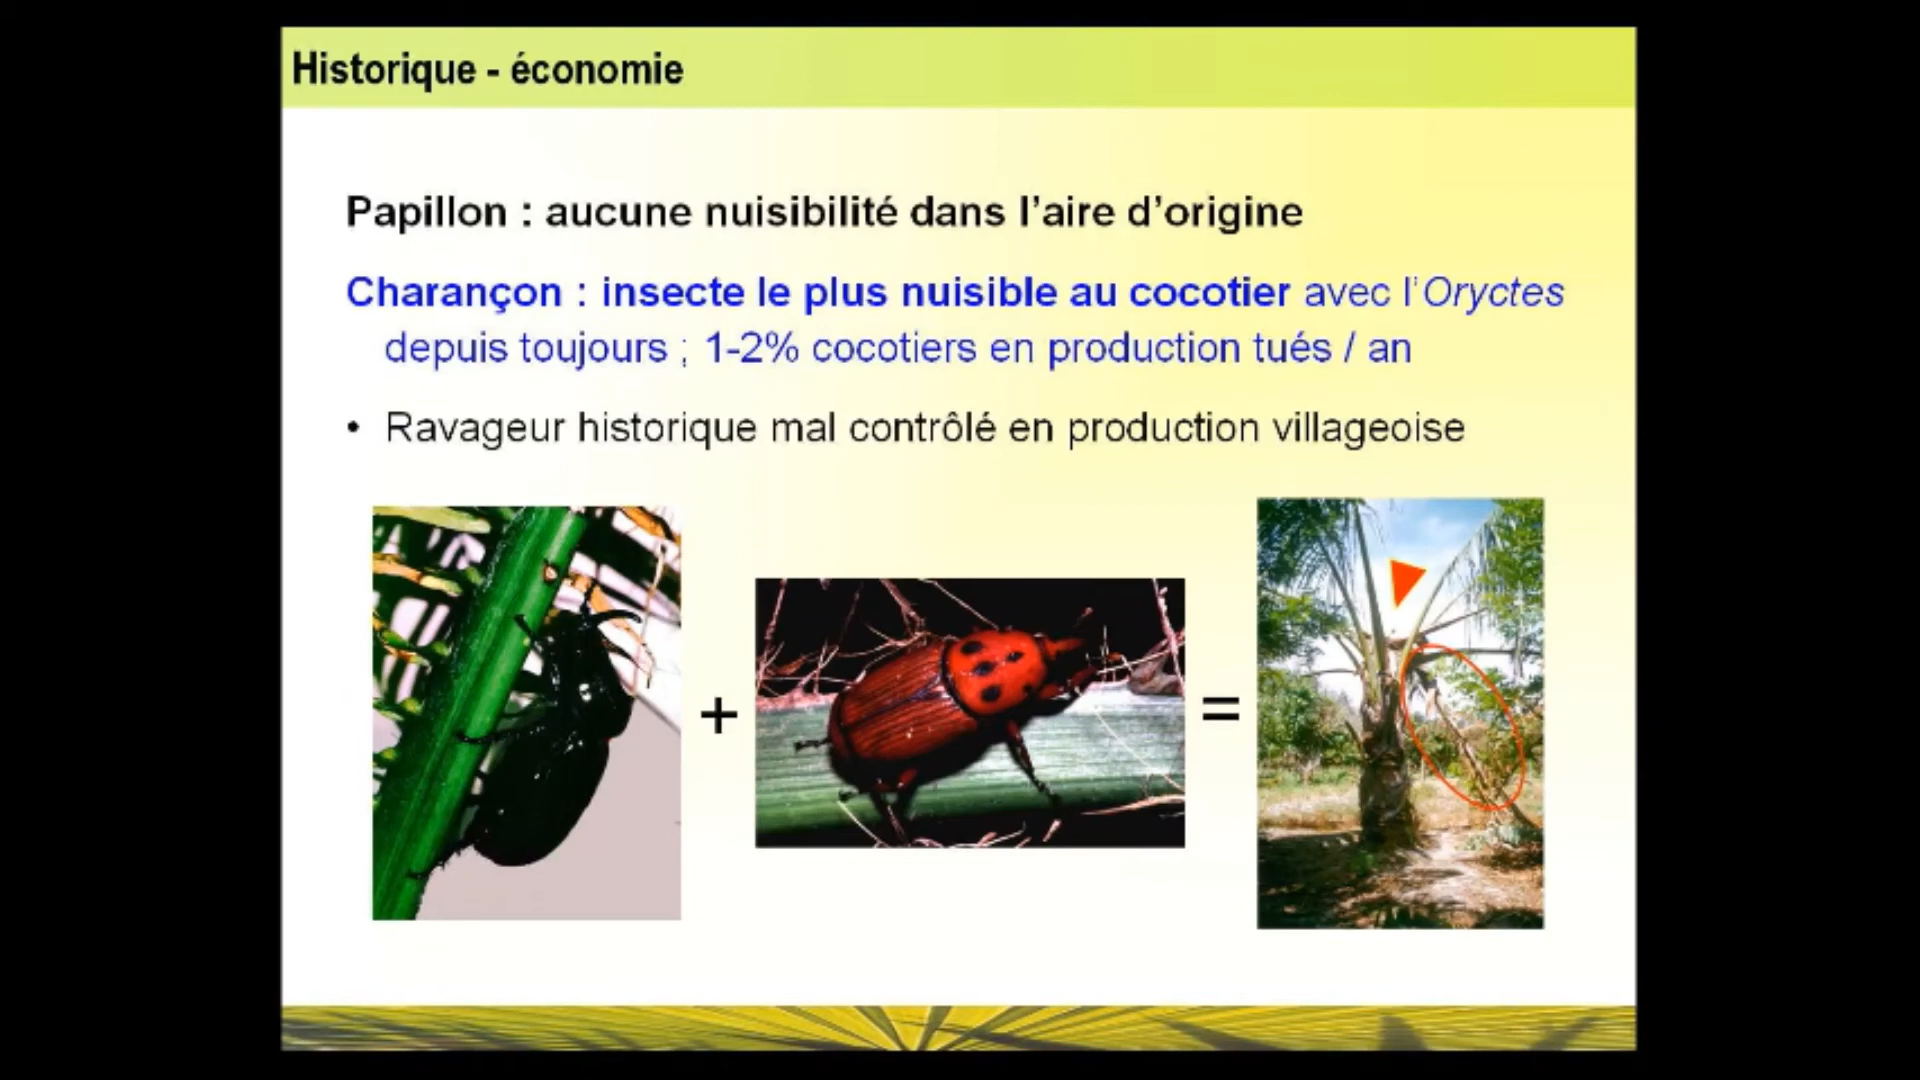 Historique - économie
Papillon : aucune nuisibilité dans l'aire d'origine
Charançon : insecte le plus nuisible au cocotier avec l'Oryctes
depuis toujours ; 1-2% cocotiers en production tués / an
• Ravageur historique mal contrôlé en production villageoise
+ =